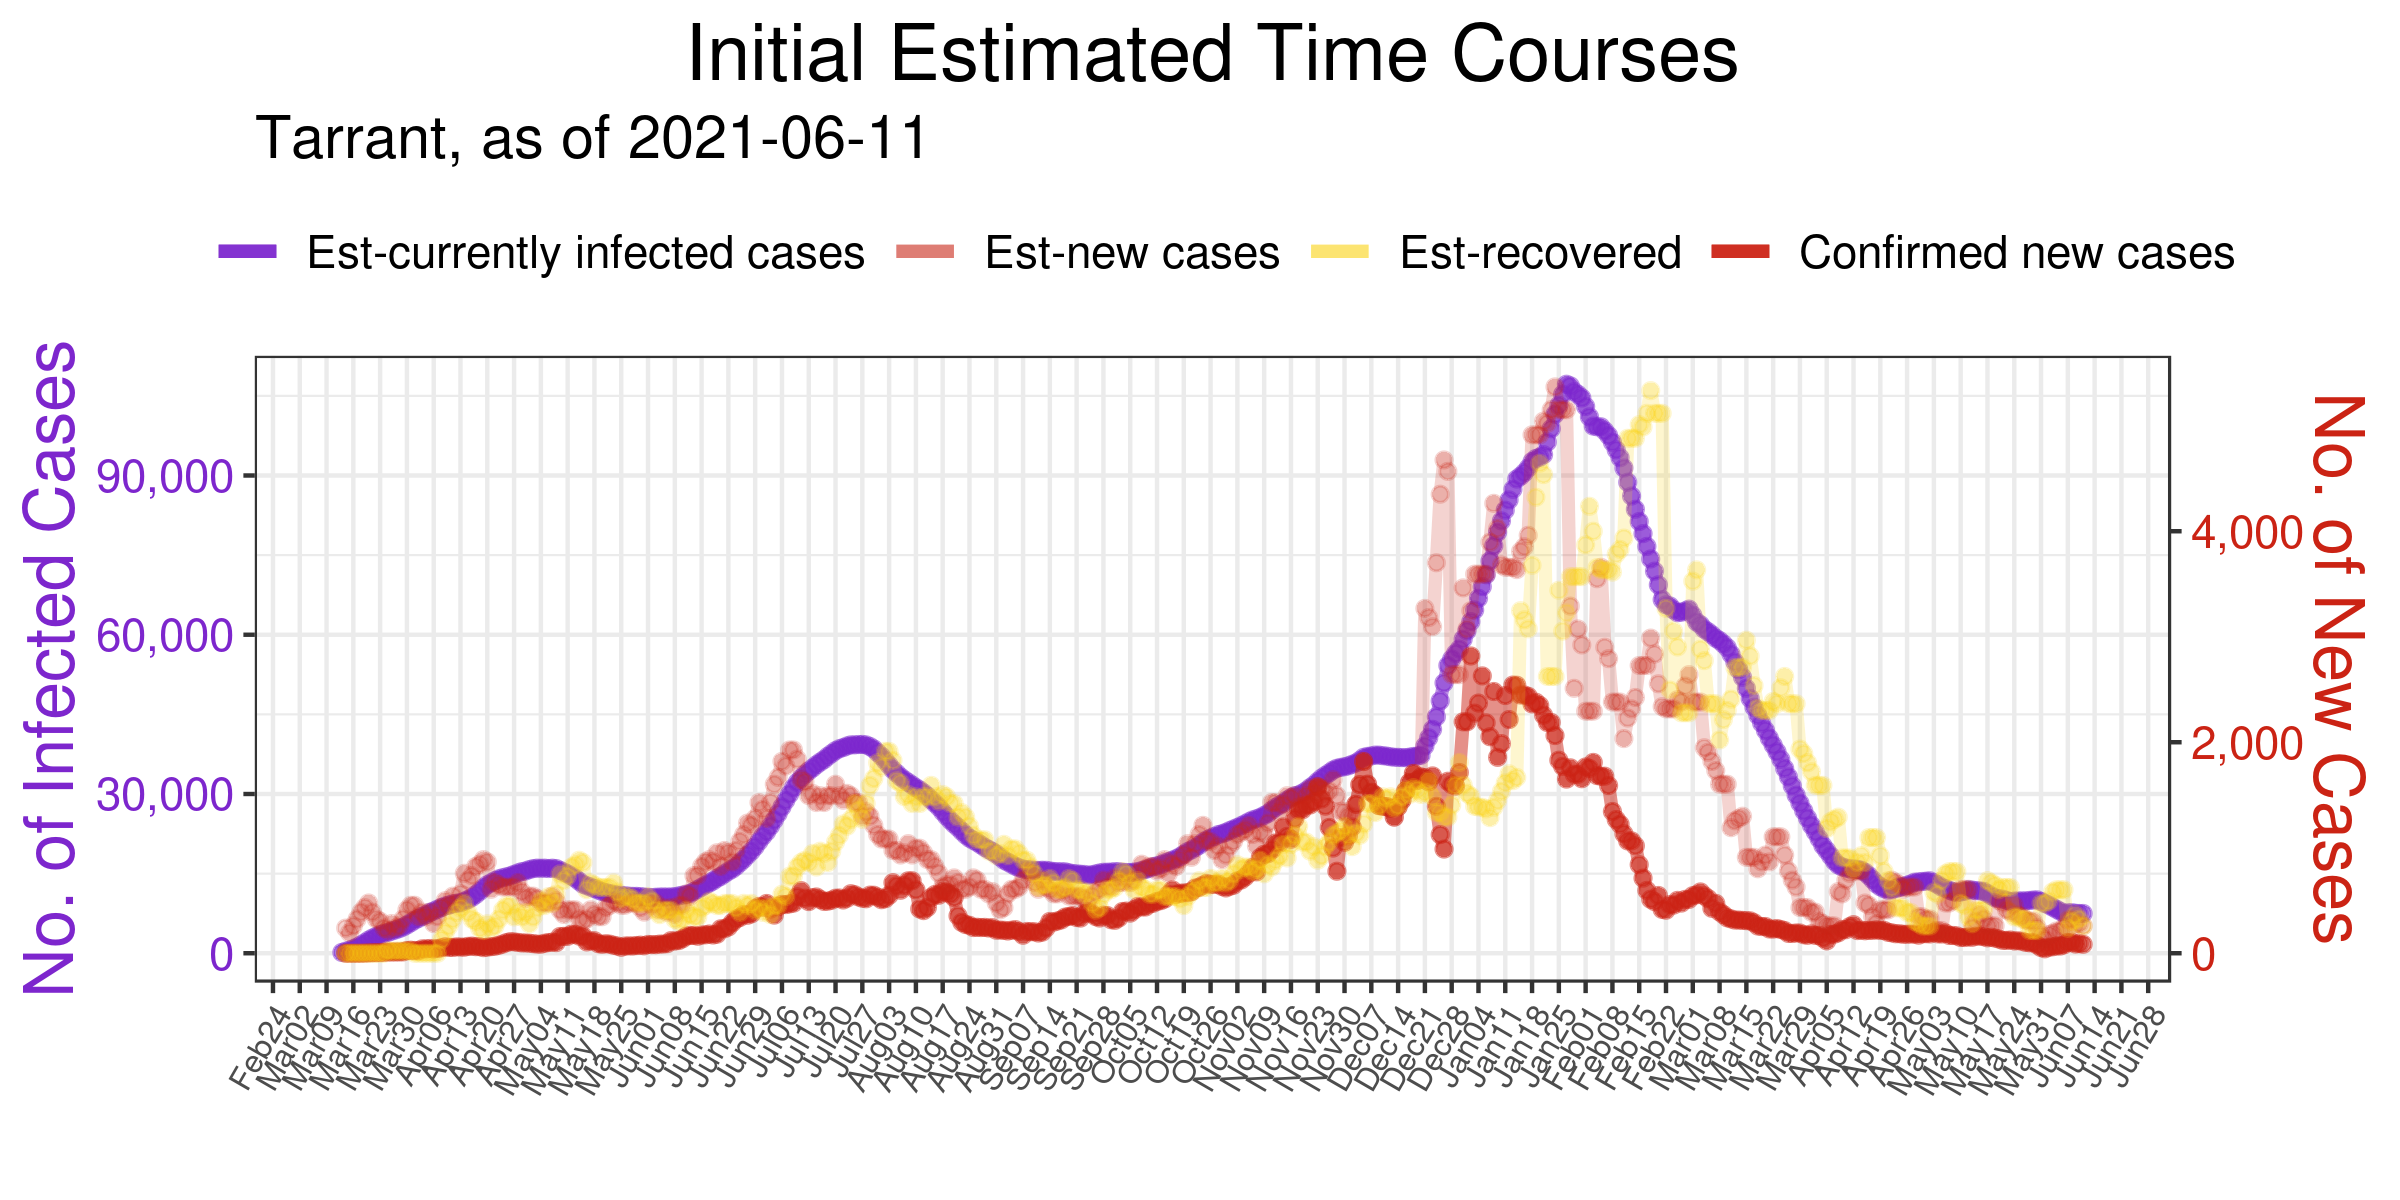 Initial Estimated Time Courses
Tarrant, as of 2021-06-11
Est-currently infected cases
Est-new cases
Est-recovered
Confirmed new cases
No. of Infected Cases
90,000
60,000
30,000
0
4,000
2,000
0
No. of New Cases
Feb24
Mar02
Mar09
Mar16
Mar23
Mar30
Apr06
Apr13
Apr20
Apr27
May04
May11
May18
May25
Jun01
Jun08
Jun15
Jun22
Jun29
Jul06
Jul13
Jul20
Jul27
Aug03
Aug10
Aug17
Aug24
Aug31
Sep07
Sep14
Sep21
Sep28
Oct05
Oct12
Oct19
Oct26
Nov02
Nov09
Nov16
Nov23
Nov30
Dec07
Dec14
Dec21
Dec28
Jan04
Jan11
Jan18
Jan25
Feb01
Feb08
Feb15
Feb22
Mar01
Mar08
Mar15
Mar22
Mar29
Apr05
Apr12
Apr19
Apr26
May03
May10
May17
May24
May31
Jun07
Jun14
Jun21
Jun28